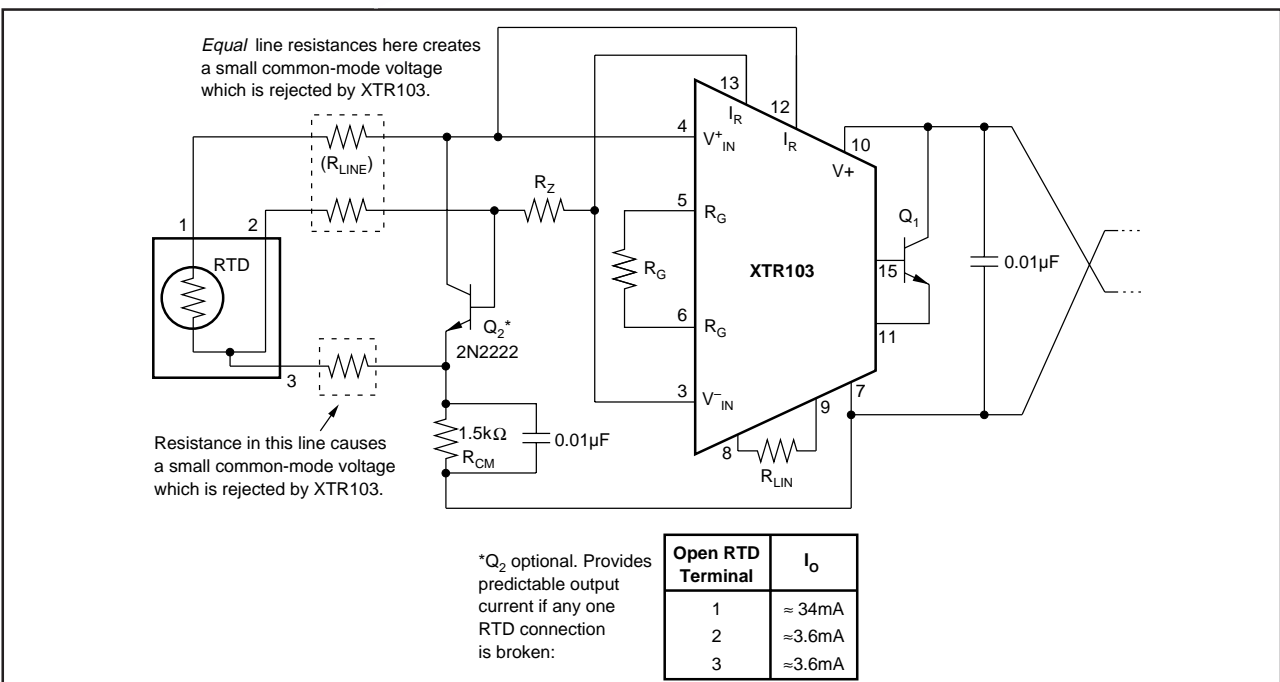 Equal line resistances here creates
a small common-mode voltage
which is rejected by XTR103.
(R_LINE)
1
2
RTD
3
Resistance in this line causes
a small common-mode voltage
which is rejected by XTR103.
Q_2*
2N2222
1.5kΩ
R_CM
0.01µF
R_Z
13
I_R
12
I_R
4
V^+_IN
10
V+
5
R_G
R_G
6
R_G
XTR103
Q_1
15
11
0.01µF
3
V^–_IN
7
9
8
R_LIN
*Q_2 optional. Provides
predictable output
current if any one
RTD connection
is broken:
Open RTD Terminal I_O
1 ≈ 34mA
2 ≈3.6mA
3 ≈3.6mA